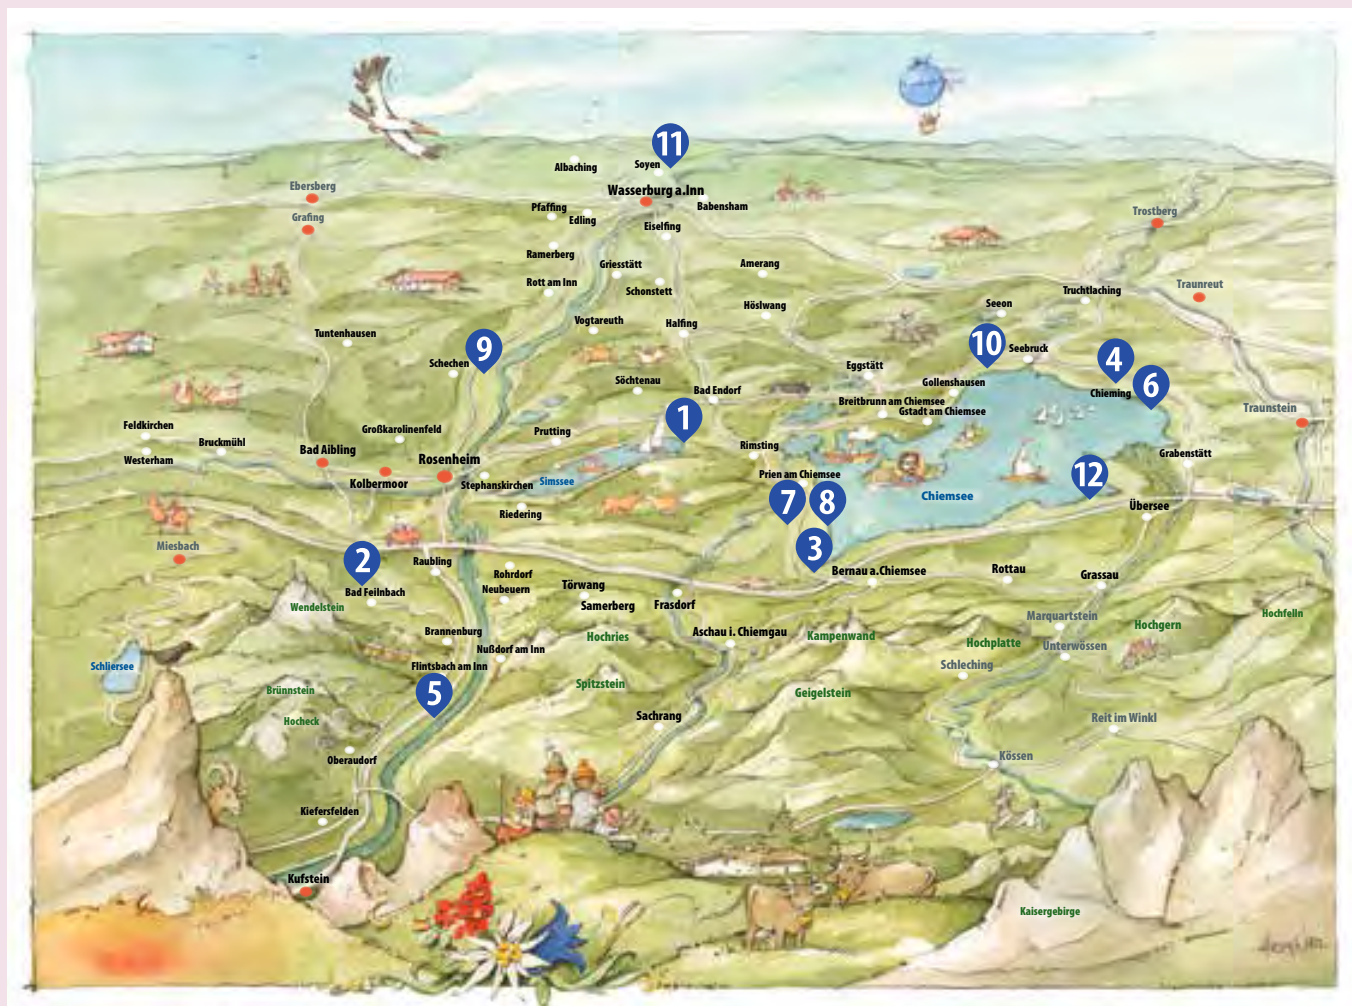 11
Albaching
Soyen
Ebersberg
Wasserburg a.Inn
Babensham
Pfaffing
Edling
Grafing
Trostberg
Eiselfing
Ramerberg
Griesstätt
Amerang
Rott am Inn
Schonstett
Truchtlaching
Traunreut
Höslwang
Seeon
Vogtareuth
Halfing
Tuntenhausen
9
10
Seebruck
4
Schechen
Eggstätt
6
Söchtenau
Bad Endorf
Gollenshausen
Chieming
Breitbrunn am Chiemsee
Gstadt am Chiemsee
Traunstein
1
Feldkirchen
Großkarolinenfeld
Prutting
Bruckmühl
Bad Aibling
Rimsting
Westerham
Rosenheim
Grabenstätt
Kolbermoor
Stephanskirchen
Simssee
Prien am Chiemsee
12
7
8
Chiemsee
Riedering
Übersee
Miesbach
3
2
Raubling
Rohrdorf
Bernau a.Chiemsee
Rottau
Grassau
Bad Feilnbach
Neubeuern
Törwang
Samerberg
Frasdorf
Wendelstein
Marquartstein
Hochfelln
Brannenburg
Hochries
Aschau i. Chiemgau
Kampenwand
Hochgern
Hochplatte
Unterwössen
Nußdorf am Inn
Schliersee
Flintsbach am Inn
Schleching
Brünnstein
5
Spitzstein
Geigelstein
Hocheck
Sachrang
Reit im Winkl
Oberaudorf
Kössen
Kiefersfelden
Kufstein
Kaisergebirge